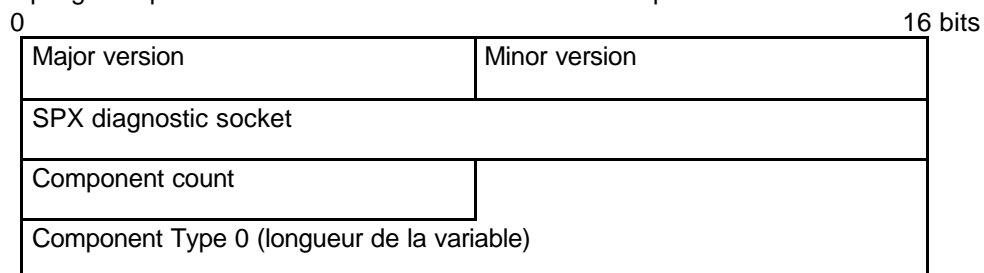 0 16 bits
Major version Minor version
SPX diagnostic socket
Component count
Component Type 0 (longueur de la variable)